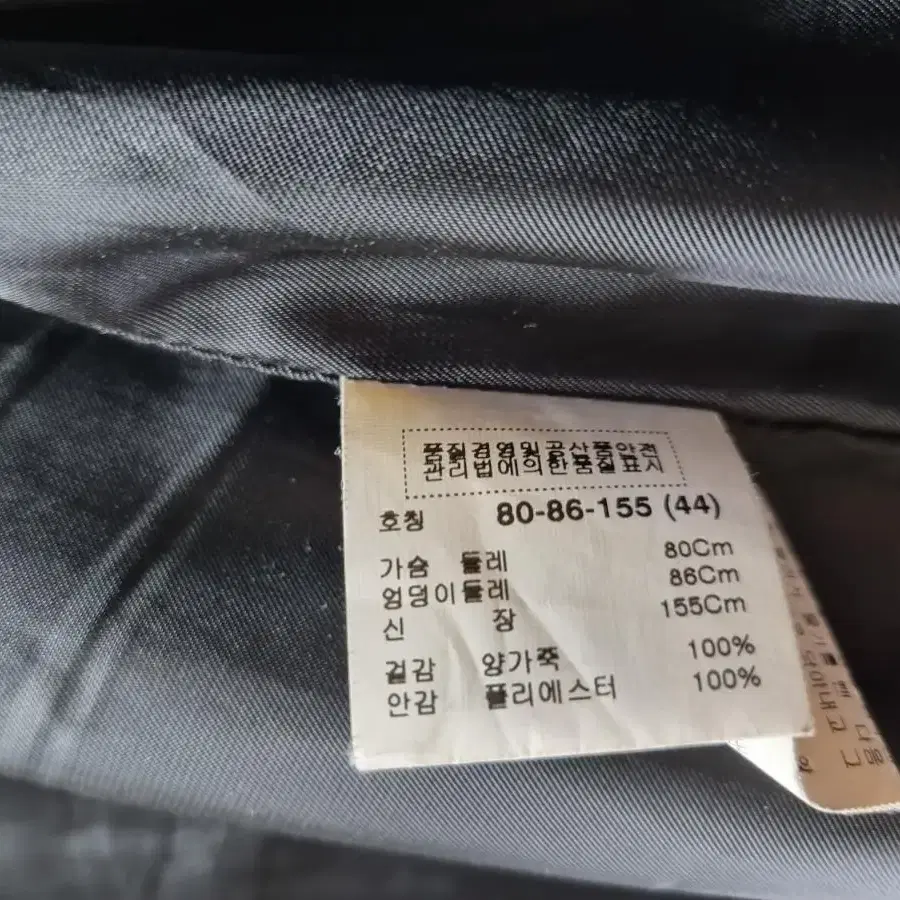 품질경영및공산품안전
관리법에의한품질표시
호칭 80-86-155 (44)
가슴 둘레 80Cm
엉덩이둘레 86Cm
신 장 155Cm
겉감 양가죽 100%
안감 폴리에스터 100%